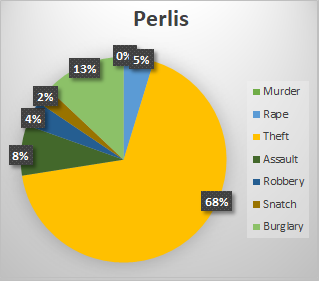 Perlis
0%
5%
13%
2%
4%
8%
68%
Murder
Rape
Theft
Assault
Robbery
Snatch
Burglary